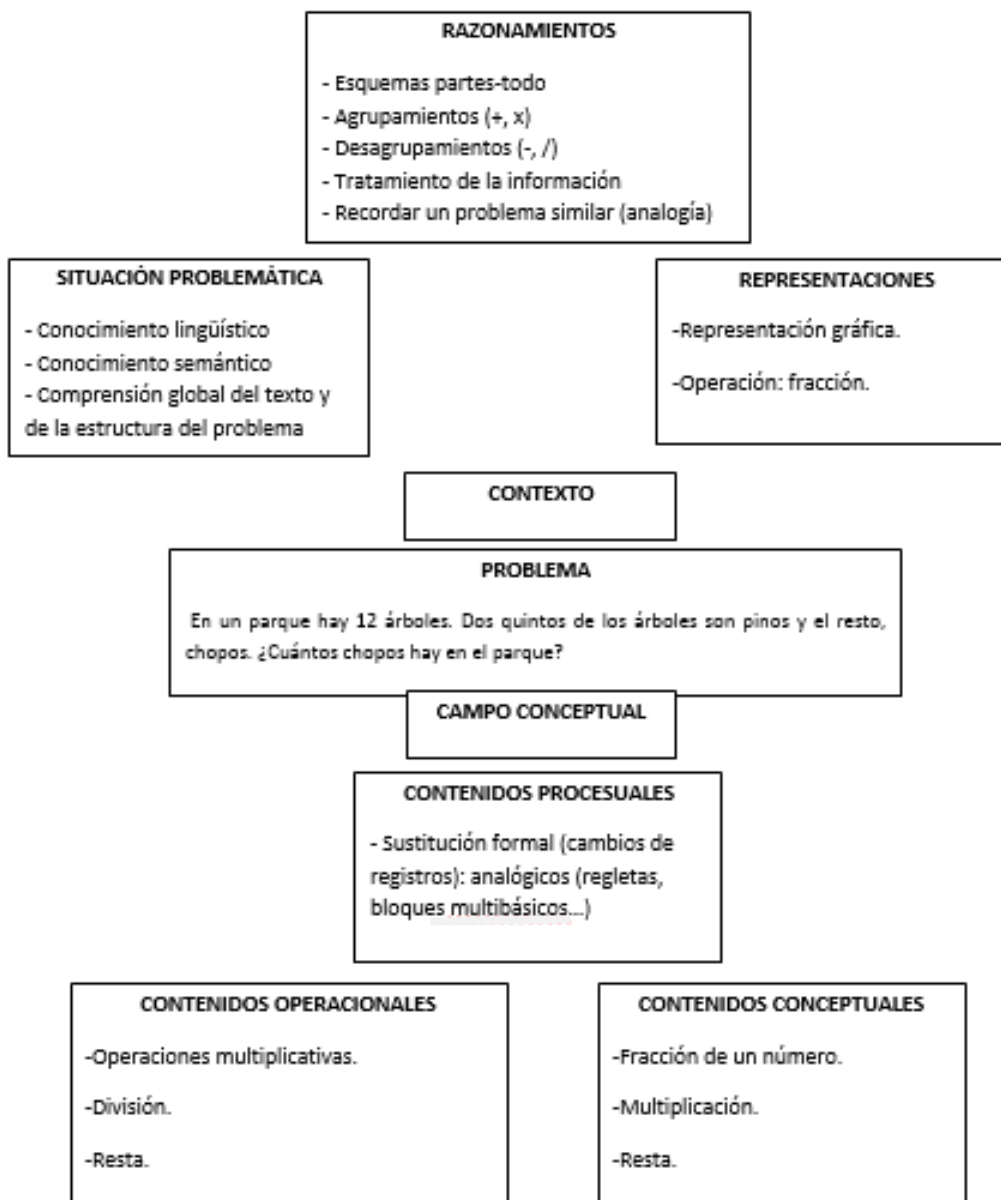 RAZONAMIENTOS
- Esquemas partes-todo
- Agrupamientos (+, x)
- Desagrupamientos (-, /)
- Tratamiento de la información
- Recordar un problema similar (analogía)
SITUACIÓN PROBLEMÁTICA
- Conocimiento lingüístico
- Conocimiento semántico
- Comprensión global del texto y
de la estructura del problema
REPRESENTACIONES
-Representación gráfica.
-Operación: fracción.
CONTEXTO
PROBLEMA
En un parque hay 12 árboles. Dos quintos de los árboles son pinos y el resto,
chopos. ¿Cuántos chopos hay en el parque?
CAMPO CONCEPTUAL
CONTENIDOS PROCESUALES
- Sustitución formal (cambios de
registros): analógicos (regletas,
bloques multibásicos...)
CONTENIDOS OPERACIONALES
-Operaciones multiplicativas.
-División.
-Resta.
CONTENIDOS CONCEPTUALES
-Fracción de un número.
-Multiplicación.
-Resta.